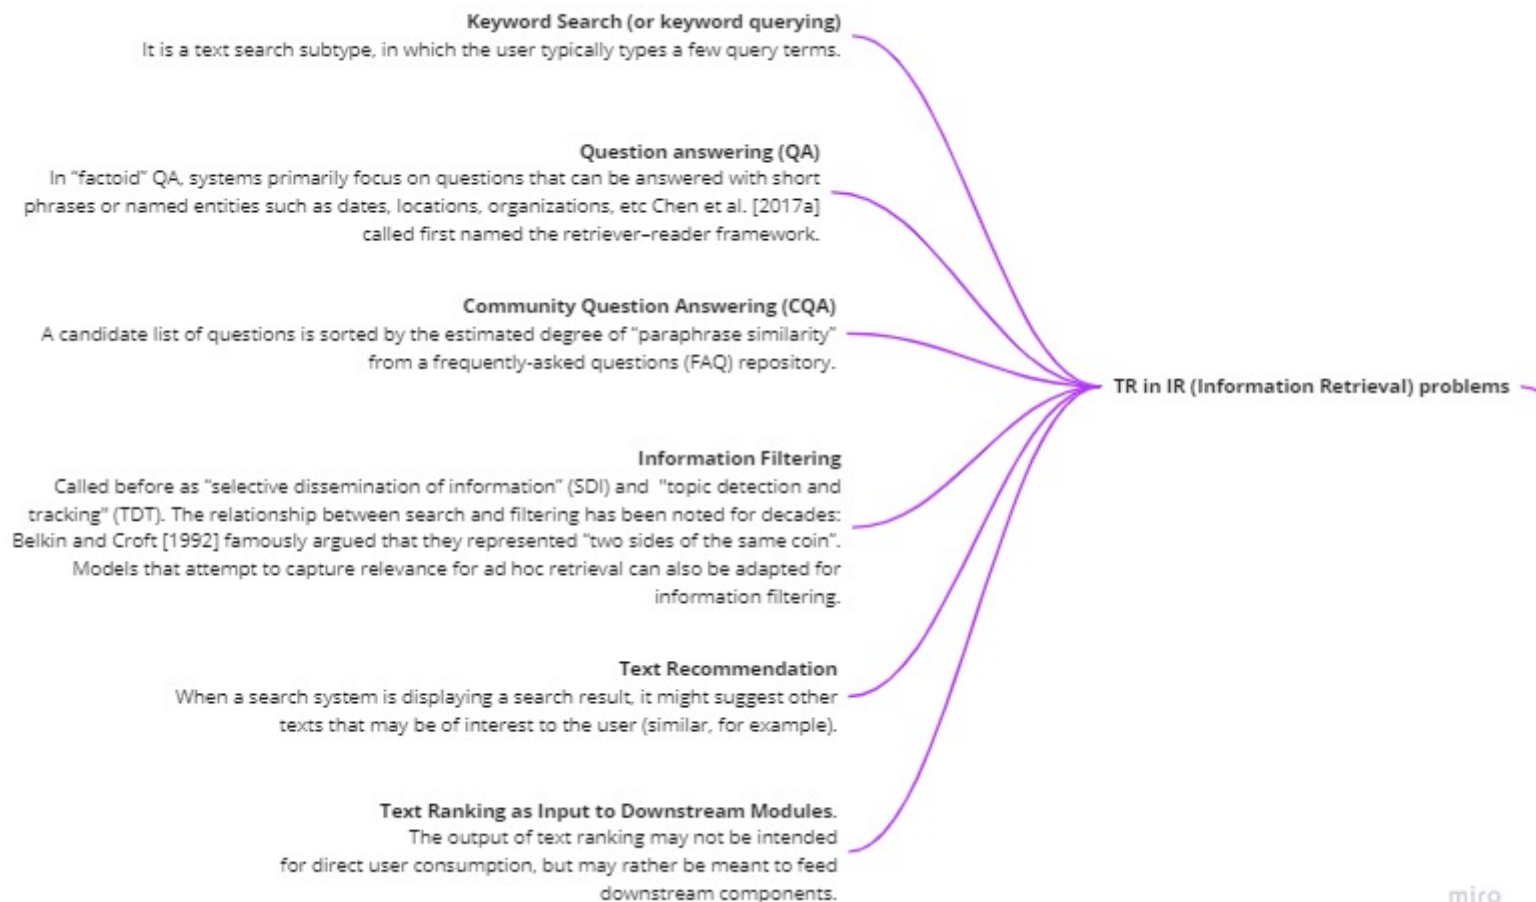 Keyword Search (or keyword querying)
It is a text search subtype, in which the user typically types a few query terms.
Question answering (QA)
In “factoid” QA, systems primarily focus on questions that can be answered with short
phrases or named entities such as dates, locations, organizations, etc Chen et al. [2017a]
called first named the retriever–reader framework.
Community Question Answering (CQA)
A candidate list of questions is sorted by the estimated degree of “paraphrase similarity”
from a frequently-asked questions (FAQ) repository.
TR in IR (Information Retrieval) problems
Information Filtering
Called before as “selective dissemination of information” (SDI) and "topic detection and
tracking” (TDT). The relationship between search and filtering has been noted for decades:
Belkin and Croft [1992] famously argued that they represented “two sides of the same coin”.
Models that attempt to capture relevance for ad hoc retrieval can also be adapted for
information filtering.
Text Recommendation
When a search system is displaying a search result, it might suggest other
texts that may be of interest to the user (similar, for example).
Text Ranking as Input to Downstream Modules.
The output of text ranking may not be intended
for direct user consumption, but may rather be meant to feed
downstream components.
miro